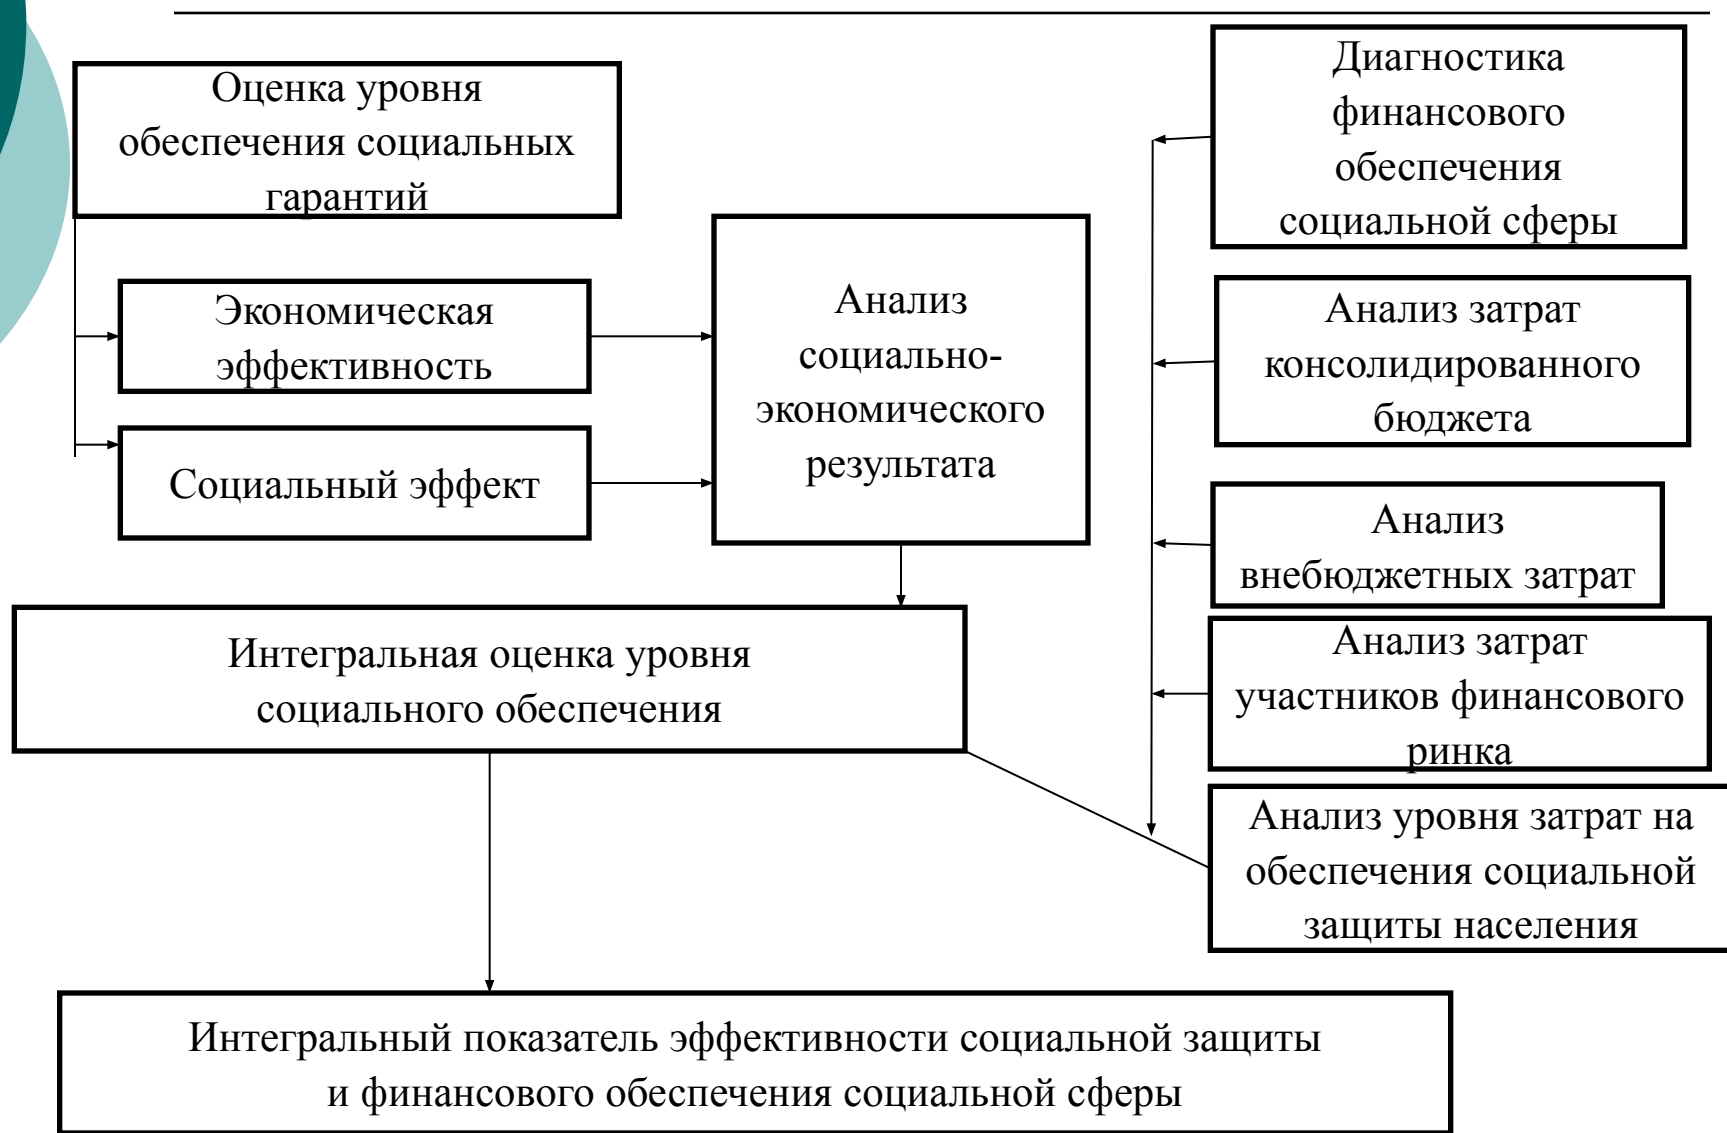 Оценка уровня
обеспечения социальных
гарантий
Экономическая
эффективность
Социальный эффект
Анализ
социально-
экономического
результата
Интегральная оценка уровня
социального обеспечения
Диагностика
финансового
обеспечения
социальной сферы
Анализ затрат
консолидированного
бюджета
Анализ
внебюджетных затрат
Анализ затрат
участников финансового
ринка
Анализ уровня затрат на
обеспечения социальной
защиты населения
Интегральный показатель эффективности социальной защиты
и финансового обеспечения социальной сферы